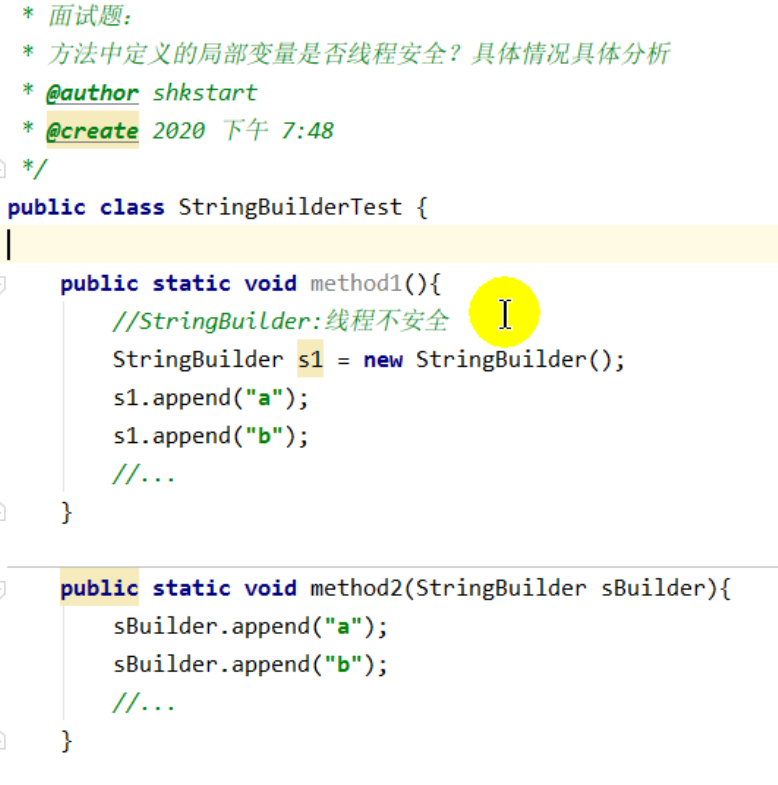 * 面试题:
* 方法中定义的局部变量是否线程安全？具体情况具体分析
* @author shkstart
* @create 2020 下午 7:48
*/
public class StringBuilderTest {
public static void method1(){
//StringBuilder:线程不安全
StringBuilder s1 = new StringBuilder();
s1.append("a");
s1.append("b");
//...
}
public static void method2(StringBuilder sBuilder){
sBuilder.append("a");
sBuilder.append("b");
//...
}